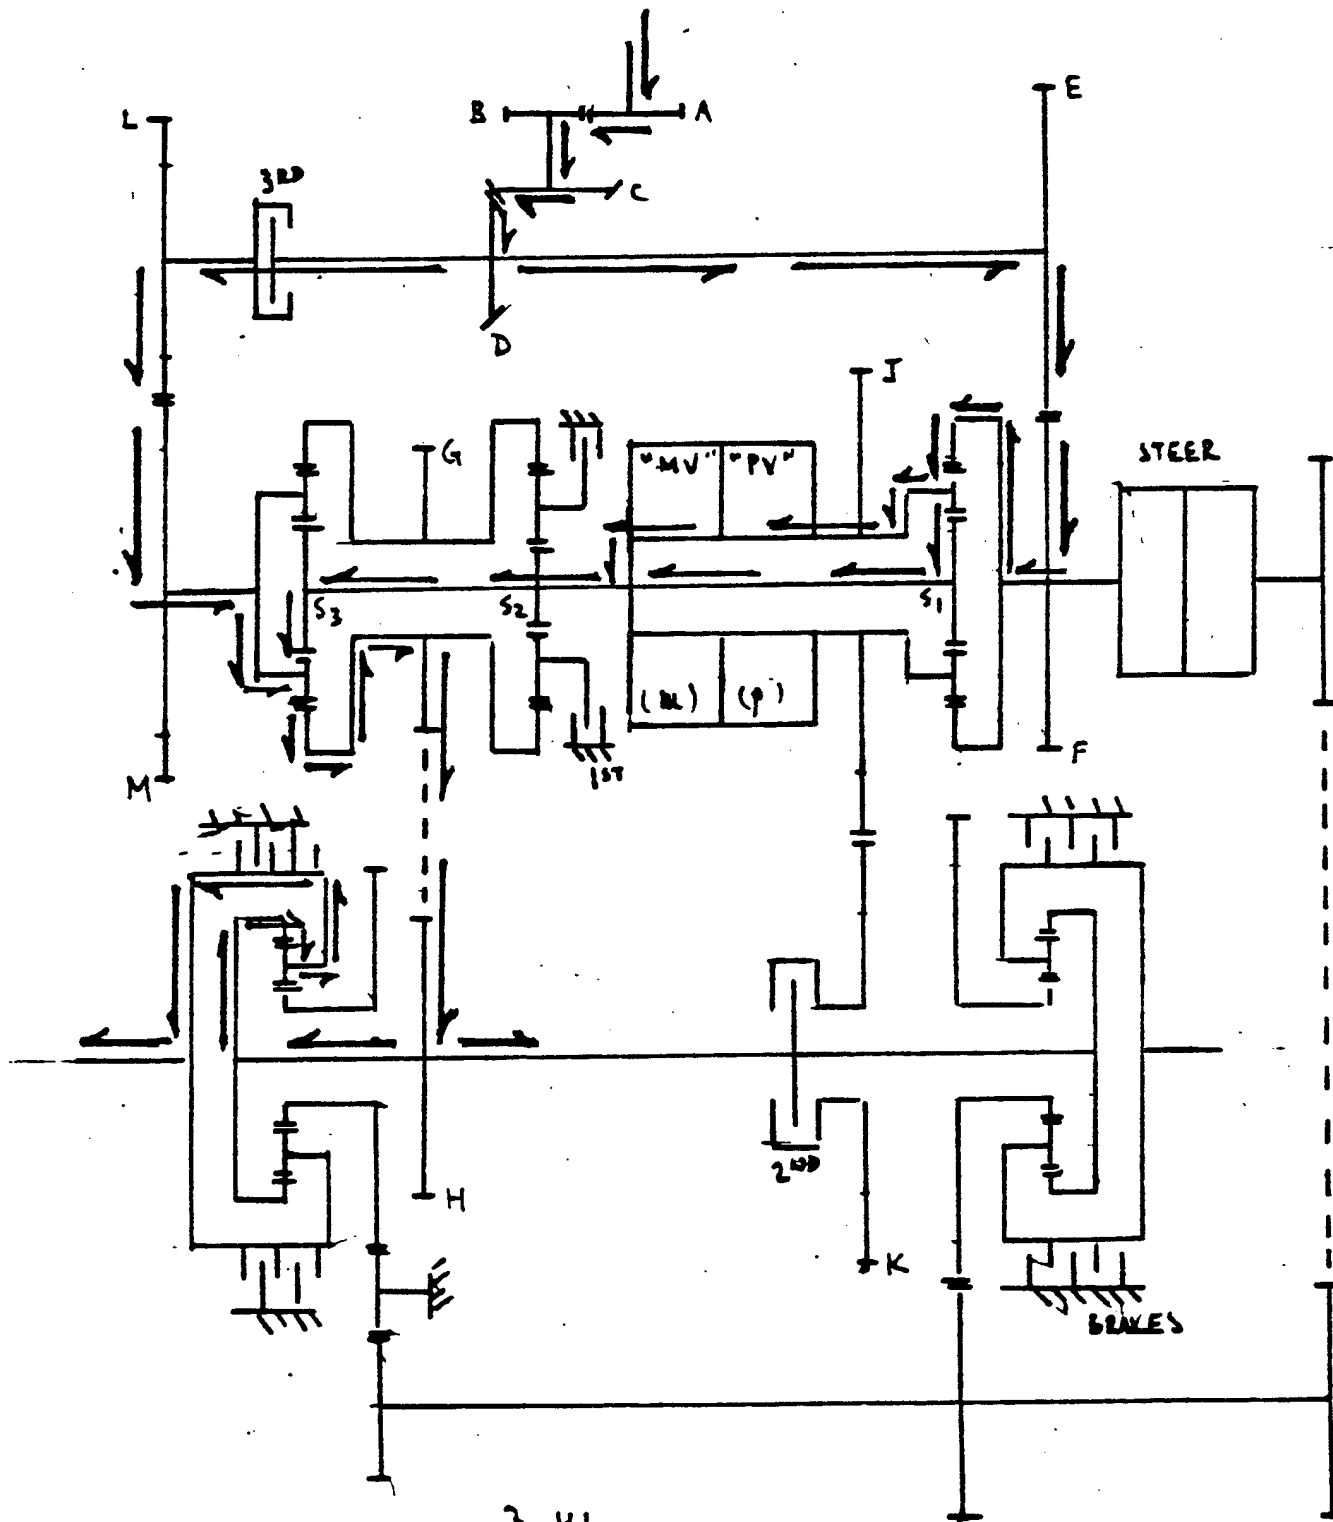 E
B A
L
3RD
C
D
J
G
"MV" "PV"
STEER
S3 S2 S1
(M) (P)
M
1ST
F
2ND
H
K
BRAKES